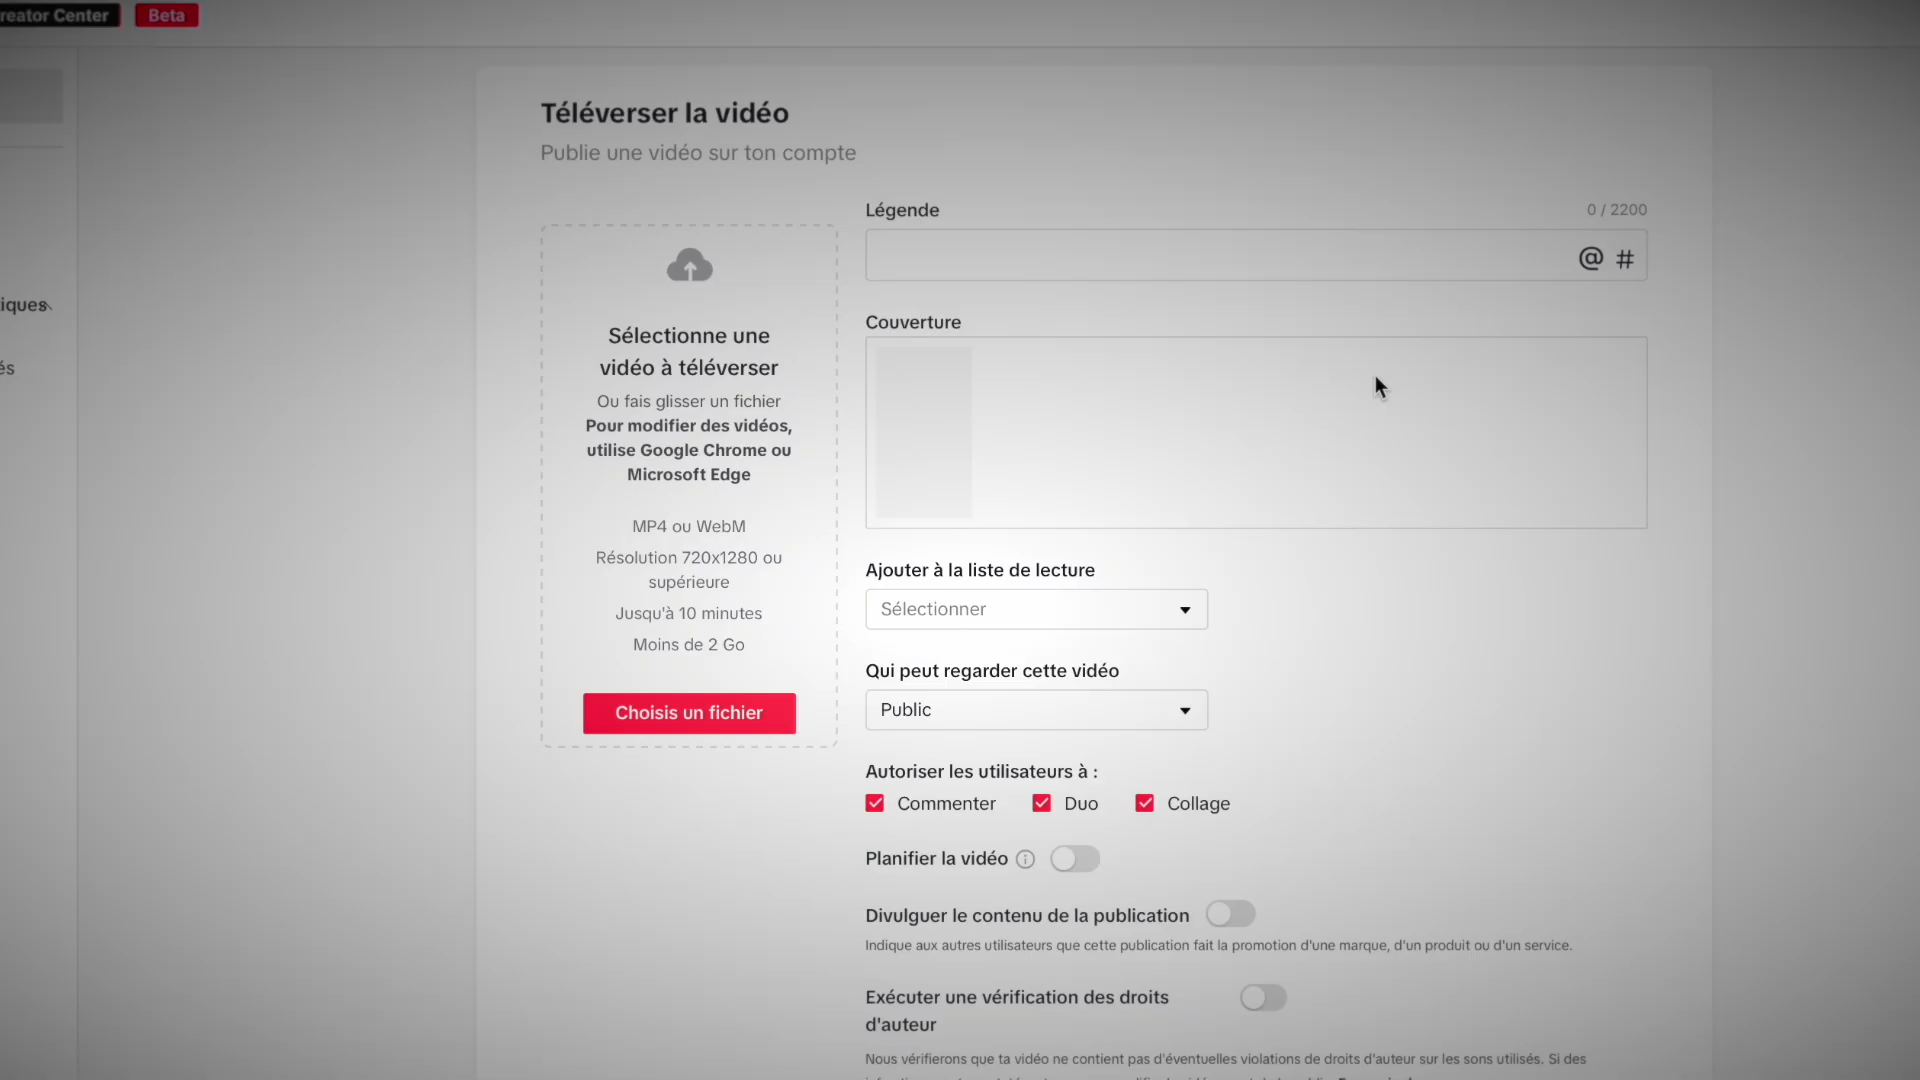 reator Center
Beta
Téléverser la vidéo
Publie une vidéo sur ton compte
Légende
0 / 2200
@ #
Sélectionne une
vidéo à téléverser
Ou fais glisser un fichier
Pour modifier des vidéos,
utilise Google Chrome ou
Microsoft Edge
MP4 ou WebM
Résolution 720x1280 ou
supérieure
Jusqu'à 10 minutes
Moins de 2 Go
Choisis un fichier
iques
és
Couverture
Ajouter à la liste de lecture
Sélectionner
Qui peut regarder cette vidéo
Public
Autoriser les utilisateurs à :
Commenter Duo Collage
Planifier la vidéo
Divulguer le contenu de la publication
Indique aux autres utilisateurs que cette publication fait la promotion d'une marque, d'un produit ou d'un service.
Exécuter une vérification des droits
d'auteur
Nous vérifierons que ta vidéo ne contient pas d'éventuelles violations de droits d'auteur sur les sons utilisés. Si des